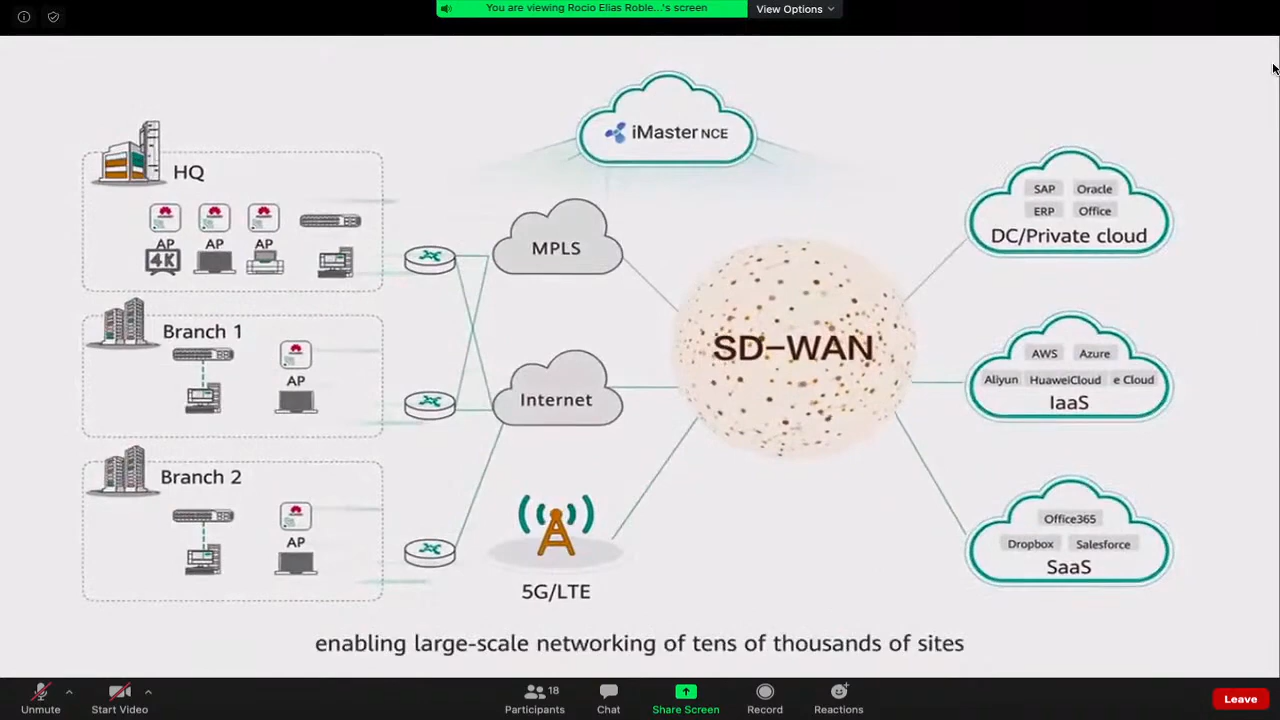 You are viewing Rocio Elias Roble...'s screen
View Options
iMaster NCE
HQ
AP
AP
AP
4K
Branch 1
AP
Branch 2
AP
MPLS
Internet
5G/LTE
SD-WAN
SAP
Oracle
ERP
Office
DC/Private cloud
AWS
Azure
Aliyun
HuaweiCloud
e Cloud
IaaS
Office365
Dropbox
Salesforce
SaaS
enabling large-scale networking of tens of thousands of sites
Unmute
Start Video
18
Participants
Chat
Share Screen
Record
Reactions
Leave